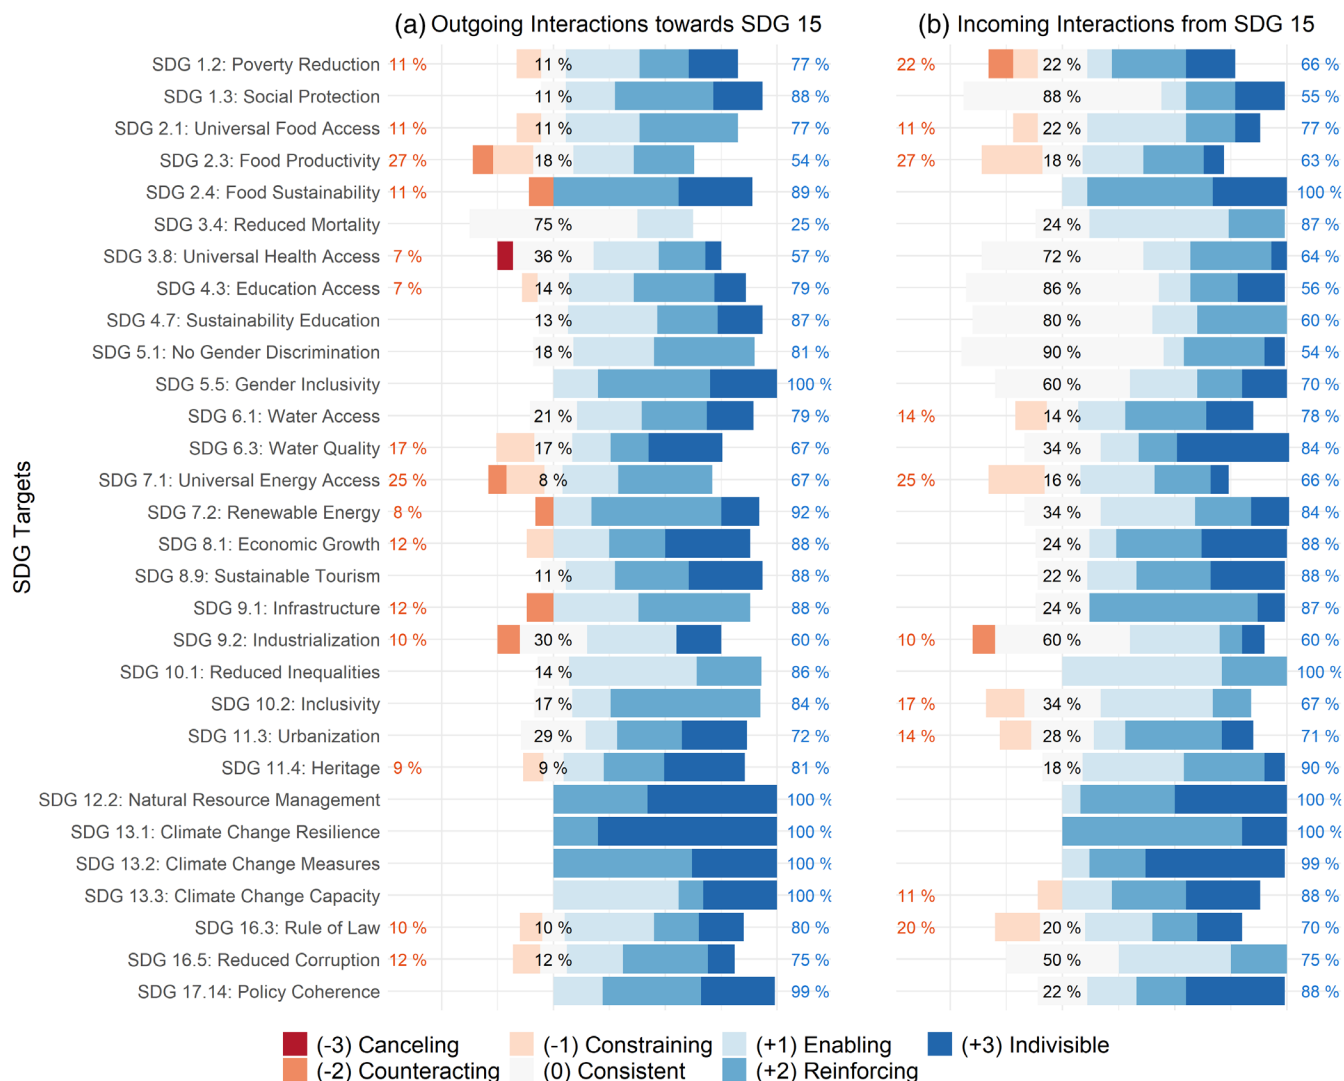 (a) Outgoing Interactions towards SDG 15 (b) Incoming Interactions from SDG 15
SDG Targets
SDG 1.2: Poverty Reduction 11 % 11 % 77 % 22 % 22 % 66 %
SDG 1.3: Social Protection 11 % 88 % 88 % 55 %
SDG 2.1: Universal Food Access 11 % 11 % 77 % 11 % 22 % 77 %
SDG 2.3: Food Productivity 27 % 18 % 54 % 27 % 18 % 63 %
SDG 2.4: Food Sustainability 11 % 89 % 100 %
SDG 3.4: Reduced Mortality 75 % 25 % 24 % 87 %
SDG 3.8: Universal Health Access 7 % 36 % 57 % 72 % 64 %
SDG 4.3: Education Access 7 % 14 % 79 % 86 % 56 %
SDG 4.7: Sustainability Education 13 % 87 % 80 % 60 %
SDG 5.1: No Gender Discrimination 18 % 81 % 90 % 54 %
SDG 5.5: Gender Inclusivity 100 % 60 % 70 %
SDG 6.1: Water Access 21 % 79 % 14 % 14 % 78 %
SDG 6.3: Water Quality 17 % 17 % 67 % 34 % 84 %
SDG 7.1: Universal Energy Access 25 % 8 % 67 % 25 % 16 % 66 %
SDG 7.2: Renewable Energy 8 % 92 % 34 % 84 %
SDG 8.1: Economic Growth 12 % 88 % 24 % 88 %
SDG 8.9: Sustainable Tourism 11 % 88 % 22 % 88 %
SDG 9.1: Infrastructure 12 % 88 % 24 % 87 %
SDG 9.2: Industrialization 10 % 30 % 60 % 10 % 60 % 60 %
SDG 10.1: Reduced Inequalities 14 % 86 % 100 %
SDG 10.2: Inclusivity 17 % 84 % 17 % 34 % 67 %
SDG 11.3: Urbanization 29 % 72 % 14 % 28 % 71 %
SDG 11.4: Heritage 9 % 9 % 81 % 18 % 90 %
SDG 12.2: Natural Resource Management 100 % 100 %
SDG 13.1: Climate Change Resilience 100 % 100 %
SDG 13.2: Climate Change Measures 100 % 99 %
SDG 13.3: Climate Change Capacity 100 % 11 % 88 %
SDG 16.3: Rule of Law 10 % 10 % 80 % 20 % 20 % 70 %
SDG 16.5: Reduced Corruption 12 % 12 % 75 % 50 % 75 %
SDG 17.14: Policy Coherence 99 % 22 % 88 %
(-3) Canceling (-1) Constraining (+1) Enabling (+3) Indivisible
(-2) Counteracting (0) Consistent (+2) Reinforcing